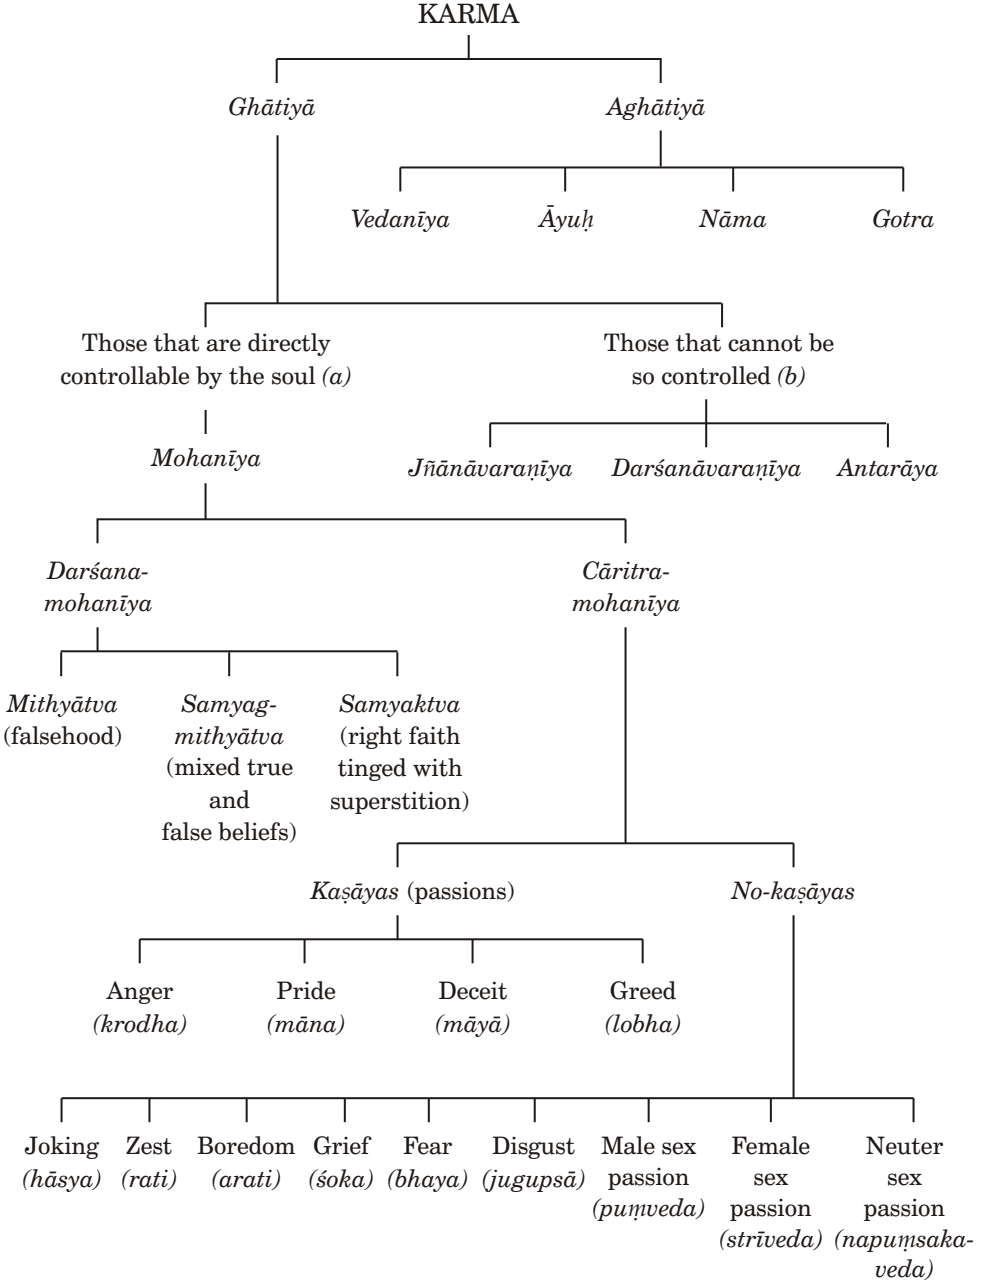 KARMA
Ghātiyā
Aghātiyā
Vedanīya
Āyuḥ
Nāma
Gotra
Those that are directly
controllable by the soul (a)
Those that cannot be
so controlled (b)
Mohanīya
Jñānāvaraṇīya
Darśanāvaraṇīya
Antarāya
Darśana-
mohanīya
Cāritra-
mohanīya
Mithyātva
(falsehood)
Samyag-
mithyātva
(mixed true
and
false beliefs)
Samyaktva
(right faith
tinged with
superstition)
Kaṣāyas (passions)
No-kaṣāyas
Anger
(krodha)
Pride
(māna)
Deceit
(māyā)
Greed
(lobha)
Joking
(hāsya)
Zest
(rati)
Boredom
(arati)
Grief
(śoka)
Fear
(bhaya)
Disgust
(jugupsā)
Male sex
passion
(puṃveda)
Female
sex
passion
(strīveda)
Neuter
sex
passion
(napuṃsaka-
veda)